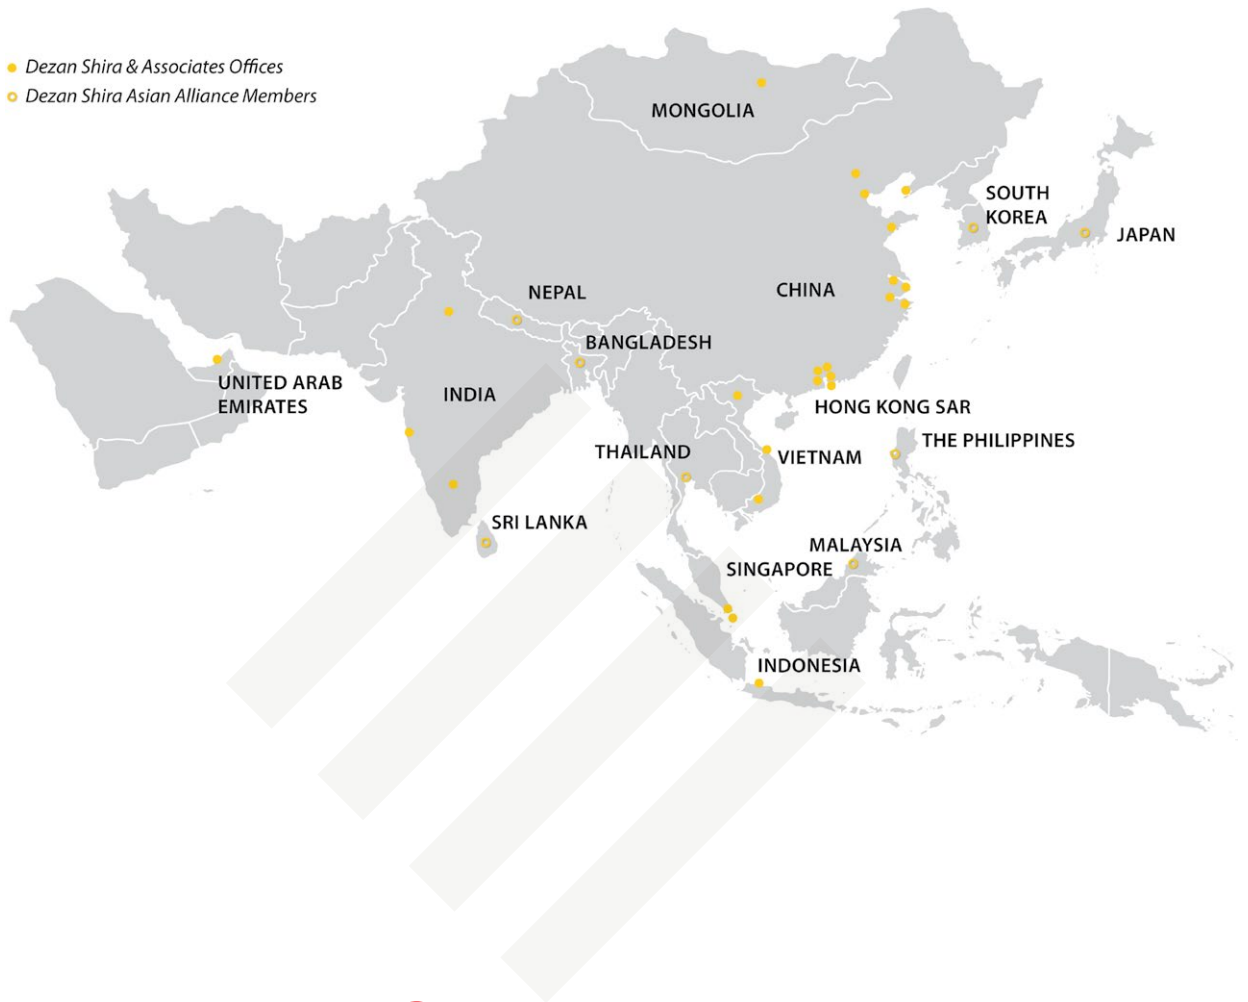 Dezan Shira & Associates Offices
Dezan Shira Asian Alliance Members
MONGOLIA
SOUTH
KOREA
JAPAN
CHINA
NEPAL
BANGLADESH
UNITED ARAB
EMIRATES
INDIA
HONG KONG SAR
THE PHILIPPINES
THAILAND
VIETNAM
SRI LANKA
MALAYSIA
SINGAPORE
INDONESIA